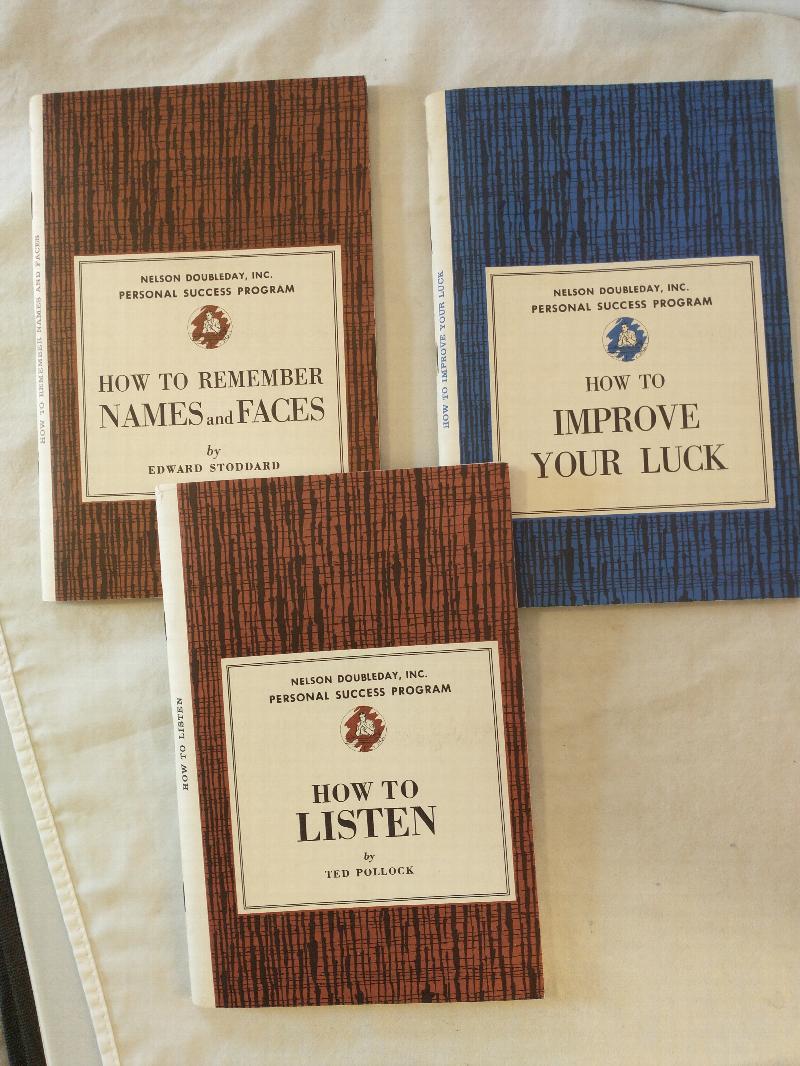 HOW TO REMEMBER NAMES AND FACES
NELSON DOUBLEDAY, INC.
PERSONAL SUCCESS PROGRAM
HOW TO REMEMBER
NAMES and FACES
by
EDWARD STODDARD
HOW TO IMPROVE YOUR LUCK
NELSON DOUBLEDAY, INC.
PERSONAL SUCCESS PROGRAM
HOW TO
IMPROVE
YOUR LUCK
HOW TO LISTEN
NELSON DOUBLEDAY, INC.
PERSONAL SUCCESS PROGRAM
HOW TO
LISTEN
by
TED POLLOCK